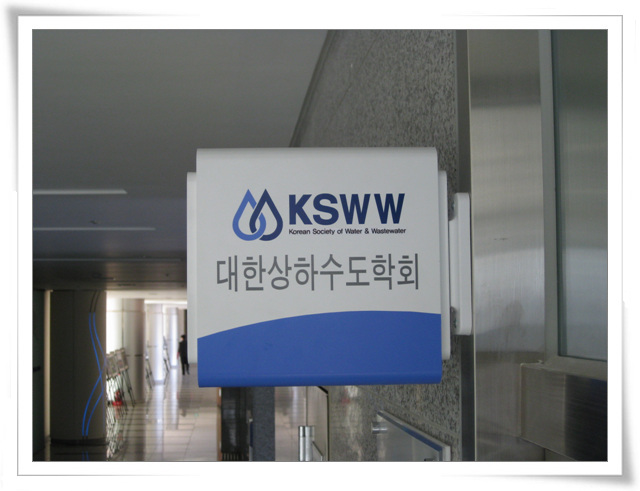 KSWW
Korean Society of Water & Wastewater
대한상하수도학회